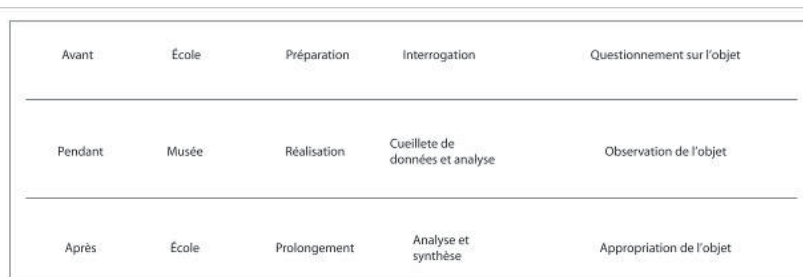 Avant École Préparation Interrogation Questionnement sur l'objet
Pendant Musée Réalisation Cueillete de
données et analyse Observation de l'objet
Après École Prolongement Analyse et
synthèse Appropriation de l'objet